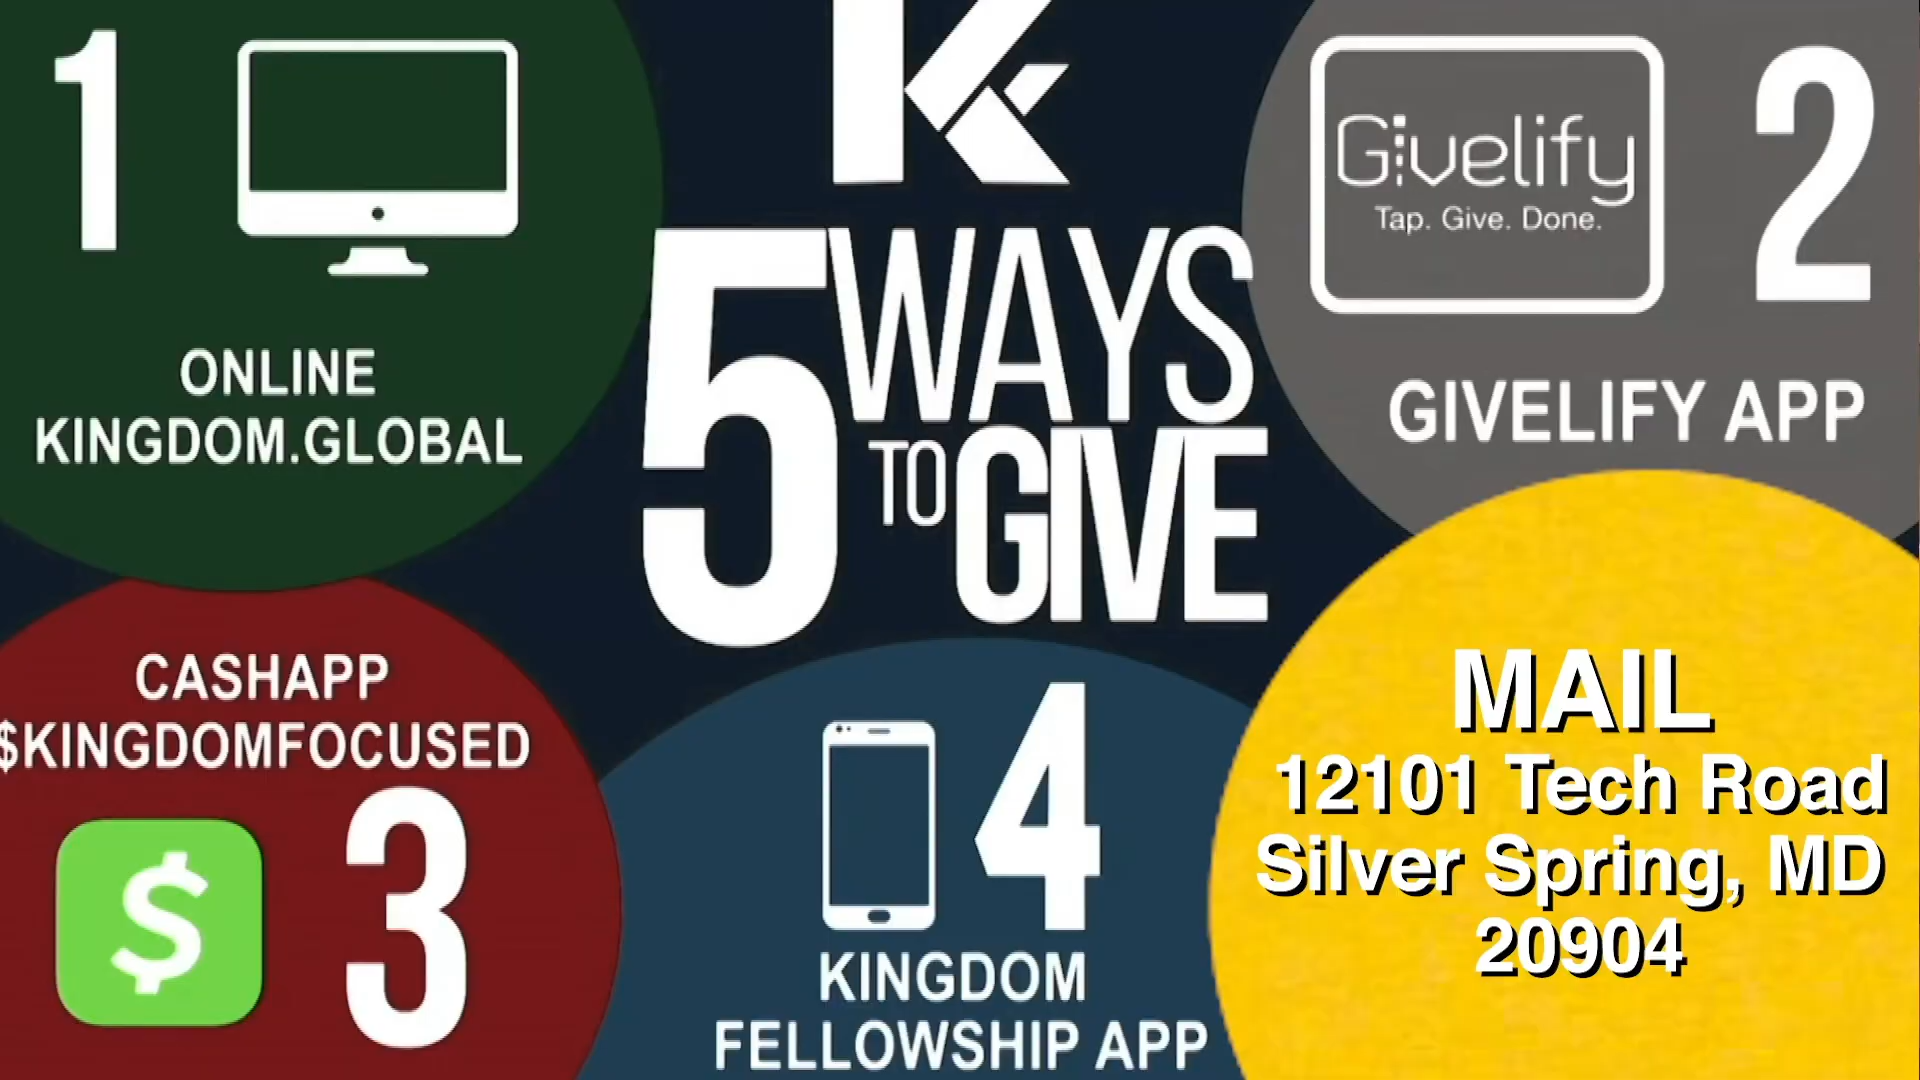 1
ONLINE
KINGDOM.GLOBAL
K
5 WAYS
TO GIVE
Givelify
Tap. Give. Done.
2
GIVELIFY APP
CASHAPP
$KINGDOMFOCUSED
$
3
4
KINGDOM
FELLOWSHIP APP
MAIL
12101 Tech Road
Silver Spring, MD
20904